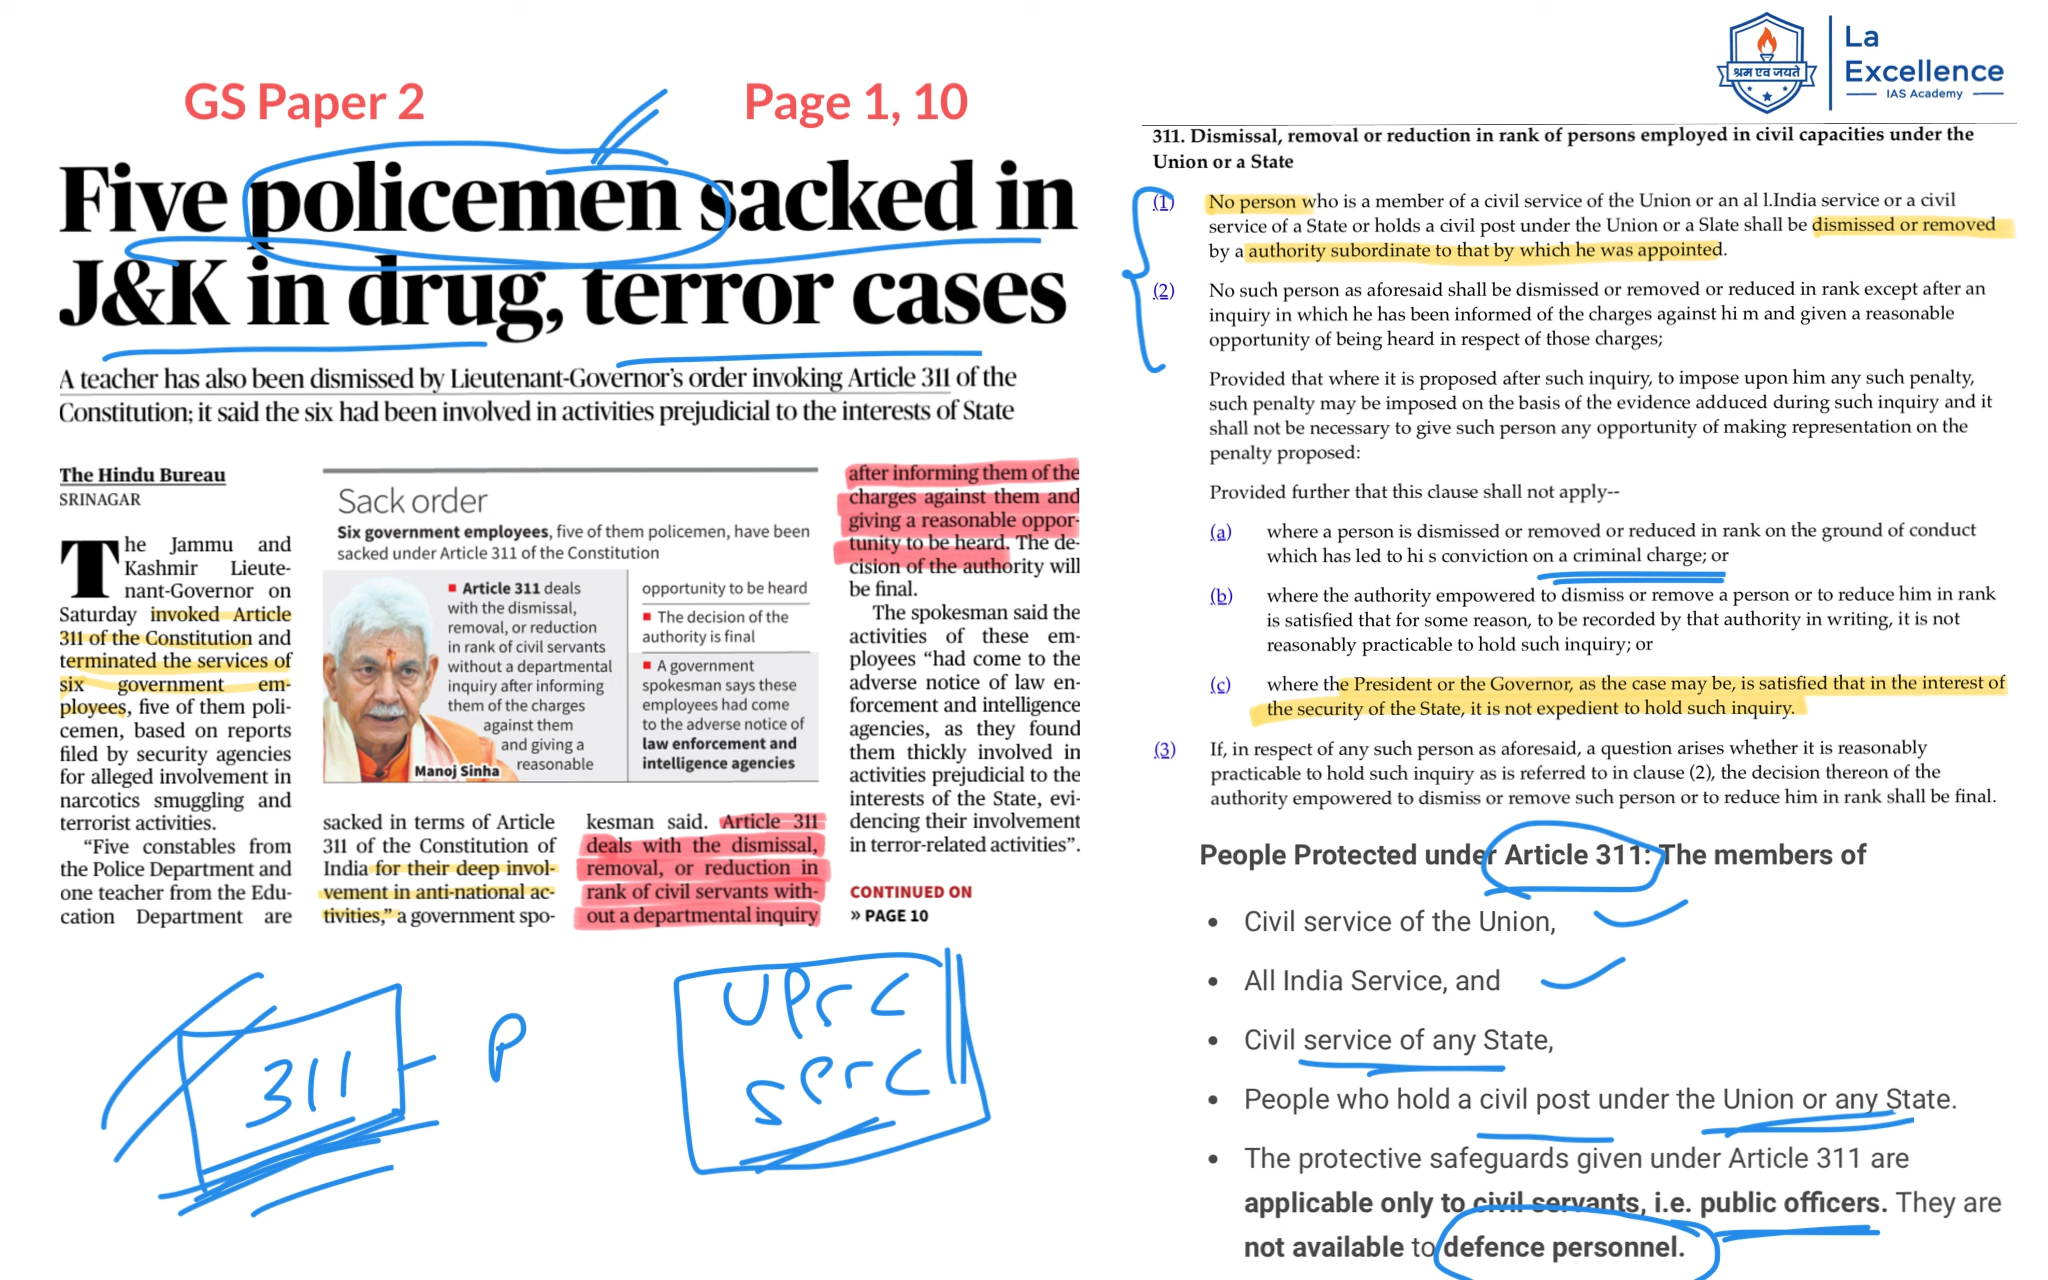 GS Paper 2
Page 1, 10
Five policemen sacked in
J&K in drug, terror cases
A teacher has also been dismissed by Lieutenant-Governor's order invoking Article 311 of the
Constitution; it said the six had been involved in activities prejudicial to the interests of State
The Hindu Bureau
SRINAGAR
The Jammu and
Kashmir Lieute-
nant-Governor on
Saturday invoked Article
311 of the Constitution and
terminated the services of
six government em-
ployees, five of them poli-
cemen, based on reports
filed by security agencies
for alleged involvement in
narcotics smuggling and
terrorist activities.
"Five constables from
the Police Department and
one teacher from the Edu-
cation Department are
Sack order
Six government employees, five of them policemen, have been
sacked under Article 311 of the Constitution
Article 311 deals
with the dismissal,
removal, or reduction
in rank of civil servants
without a departmental
inquiry after informing
them of the charges
against them
and giving a
reasonable
Manoj Sinha
opportunity to be heard
The decision of the
authority is final
A government
spokesman says these
employees had come
to the adverse notice of
law enforcement and
intelligence agencies
sacked in terms of Article
311 of the Constitution of
India for their deep invol-
vement in anti-national ac-
tivities," a government spo-
kesman said. Article 311
deals with the dismissal,
removal, or reduction in
rank of civil servants with-
out a departmental inquiry
after informing them of the
charges against them and
giving a reasonable oppor-
tunity to be heard. The de-
cision of the authority will
be final.
The spokesman said the
activities of these em-
ployees "had come to the
adverse notice of law en-
forcement and intelligence
agencies, as they found
them thickly involved in
activities prejudicial to the
interests of the State, evi-
dencing their involvement
in terror-related activities".
CONTINUED ON
» PAGE 10
311 - P
UPSC
SPSC
श्रम एव जयते
La
Excellence
IAS Academy
311. Dismissal, removal or reduction in rank of persons employed in civil capacities under the
Union or a State
(1) No person who is a member of a civil service of the Union or an al l.India service or a civil
service of a State or holds a civil post under the Union or a Slate shall be dismissed or removed
by a authority subordinate to that by which he was appointed.
(2) No such person as aforesaid shall be dismissed or removed or reduced in rank except after an
inquiry in which he has been informed of the charges against hi m and given a reasonable
opportunity of being heard in respect of those charges;
Provided that where it is proposed after such inquiry, to impose upon him any such penalty,
such penalty may be imposed on the basis of the evidence adduced during such inquiry and it
shall not be necessary to give such person any opportunity of making representation on the
penalty proposed:
Provided further that this clause shall not apply--
(a) where a person is dismissed or removed or reduced in rank on the ground of conduct
which has led to hi s conviction on a criminal charge; or
(b) where the authority empowered to dismiss or remove a person or to reduce him in rank
is satisfied that for some reason, to be recorded by that authority in writing, it is not
reasonably practicable to hold such inquiry; or
(c) where the President or the Governor, as the case may be, is satisfied that in the interest of
the security of the State, it is not expedient to hold such inquiry.
(3) If, in respect of any such person as aforesaid, a question arises whether it is reasonably
practicable to hold such inquiry as is referred to in clause (2), the decision thereon of the
authority empowered to dismiss or remove such person or to reduce him in rank shall be final.
People Protected under Article 311: The members of
• Civil service of the Union,
• All India Service, and
• Civil service of any State,
• People who hold a civil post under the Union or any State.
• The protective safeguards given under Article 311 are
applicable only to civil servants, i.e. public officers. They are
not available to defence personnel.